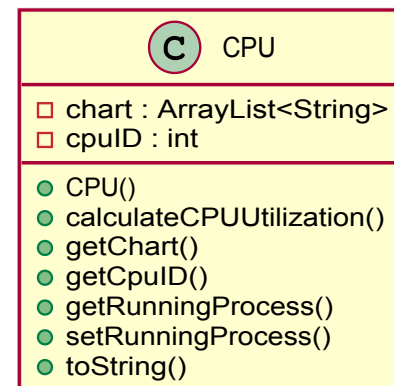 C CPU
chart : ArrayList<String>
cpuID : int
CPU()
calculateCPUUtilization()
getChart()
getCpuID()
getRunningProcess()
setRunningProcess()
toString()